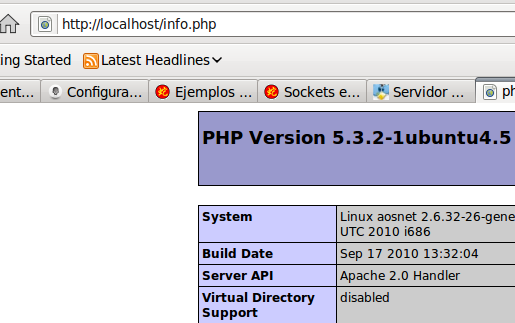 http://localhost/info.php
ing Started Latest Headlines
ent... Configura... Ejemplos ... Sockets e... Servidor ... ph
PHP Version 5.3.2-1ubuntu4.5
System Linux aosnet 2.6.32-26-gene
UTC 2010 i686
Build Date Sep 17 2010 13:32:04
Server API Apache 2.0 Handler
Virtual Directory disabled
Support